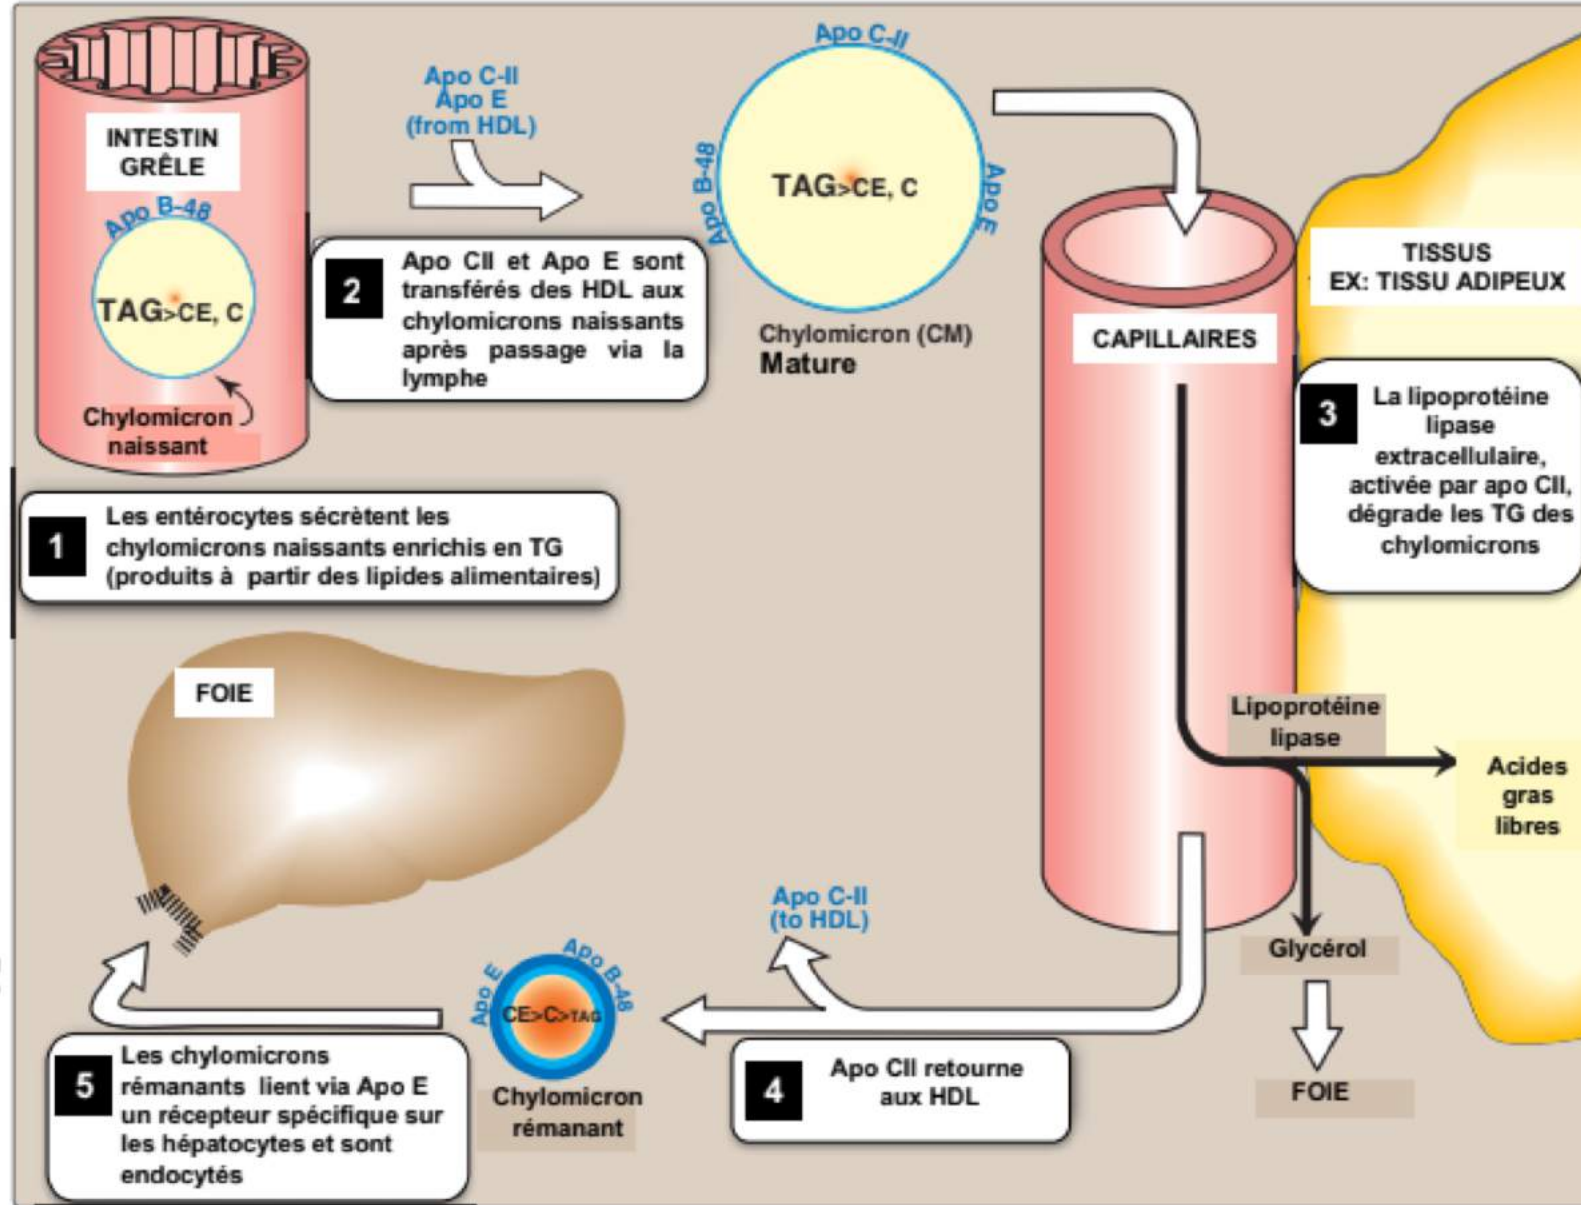 INTESTIN
GRÊLE
Apo B-48
TAG>CE, C
Chylomicron
naissant
Apo C-II
Apo E
(from HDL)
2
Apo CII et Apo E sont
transférés des HDL aux
chylomicrons naissants
après passage via la
lymphe
Apo C-II
Apo B-48
Apo E
TAG>CE, C
Chylomicron (CM)
Mature
CAPILLAIRES
TISSUS
EX: TISSU ADIPEUX
3
La lipoprotéine
lipase
extracellulaire,
activée par apo CII,
dégrade les TG des
chylomicrons
1
Les entérocytes sécrètent les
chylomicrons naissants enrichis en TG
(produits à partir des lipides alimentaires)
FOIE
Lipoprotéine
lipase
Acides
gras
libres
Glycérol
FOIE
Apo C-II
(to HDL)
4
Apo CII retourne
aux HDL
Apo E
Apo B-48
CE>C>TAG
Chylomicron
rémanant
5
Les chylomicrons
rémanants lient via Apo E
un récepteur spécifique sur
les hépatocytes et sont
endocytés